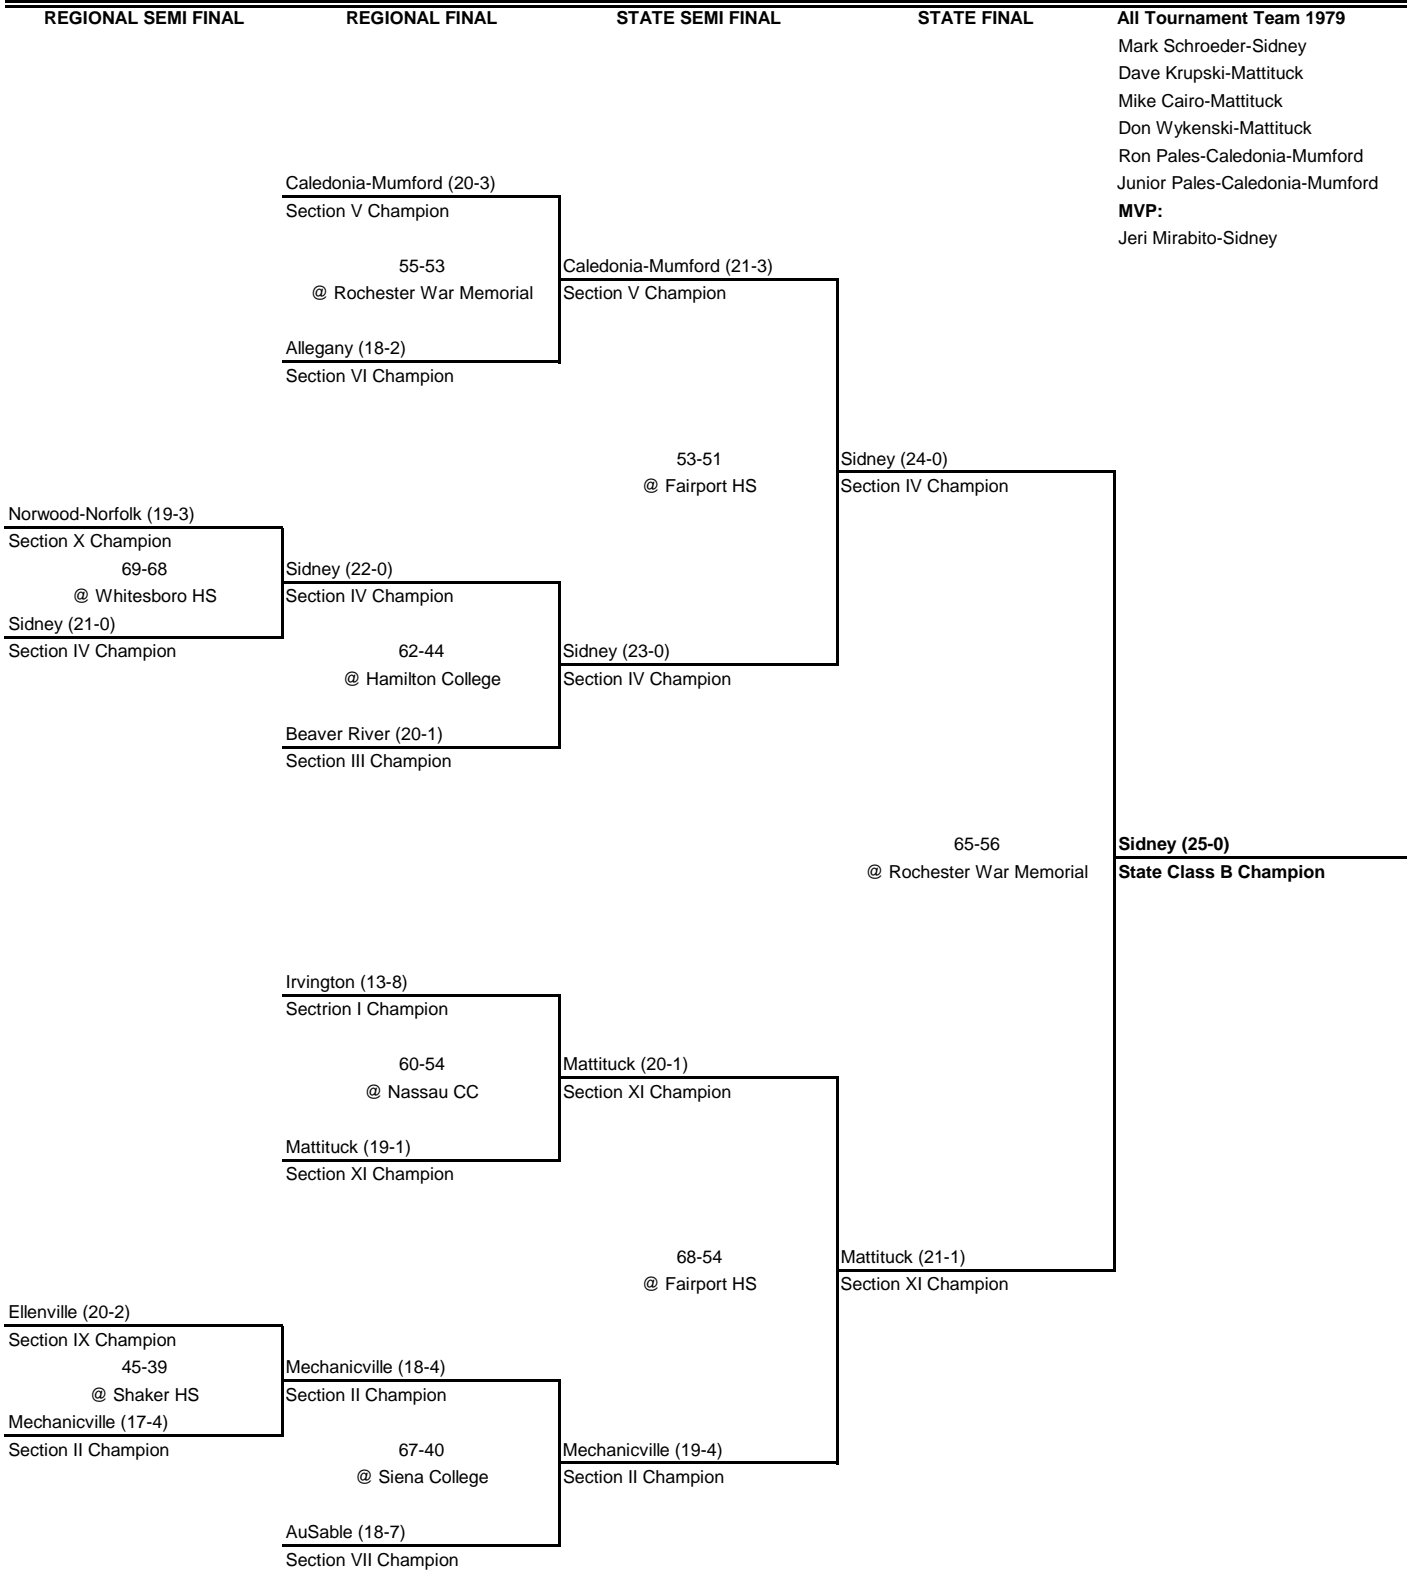 REGIONAL SEMI FINAL REGIONAL FINAL STATE SEMI FINAL STATE FINAL All Tournament Team 1979
Mark Schroeder-Sidney
Dave Krupski-Mattituck
Mike Cairo-Mattituck
Don Wykenski-Mattituck
Ron Pales-Caledonia-Mumford
Caledonia-Mumford (20-3) Junior Pales-Caledonia-Mumford
Section V Champion MVP:
Jeri Mirabito-Sidney
55-53 Caledonia-Mumford (21-3)
@ Rochester War Memorial Section V Champion
Allegany (18-2)
Section VI Champion
53-51 Sidney (24-0)
@ Fairport HS Section IV Champion
Norwood-Norfolk (19-3)
Section X Champion
69-68 Sidney (22-0)
@ Whitesboro HS Section IV Champion
Sidney (21-0)
Section IV Champion 62-44 Sidney (23-0)
@ Hamilton College Section IV Champion
Beaver River (20-1)
Section III Champion
65-56 Sidney (25-0)
@ Rochester War Memorial State Class B Champion
Irvington (13-8)
Sectrion I Champion
60-54 Mattituck (20-1)
@ Nassau CC Section XI Champion
Mattituck (19-1)
Section XI Champion
68-54 Mattituck (21-1)
@ Fairport HS Section XI Champion
Ellenville (20-2)
Section IX Champion
45-39 Mechanicville (18-4)
@ Shaker HS Section II Champion
Mechanicville (17-4)
Section II Champion 67-40 Mechanicville (19-4)
@ Siena College Section II Champion
AuSable (18-7)
Section VII Champion